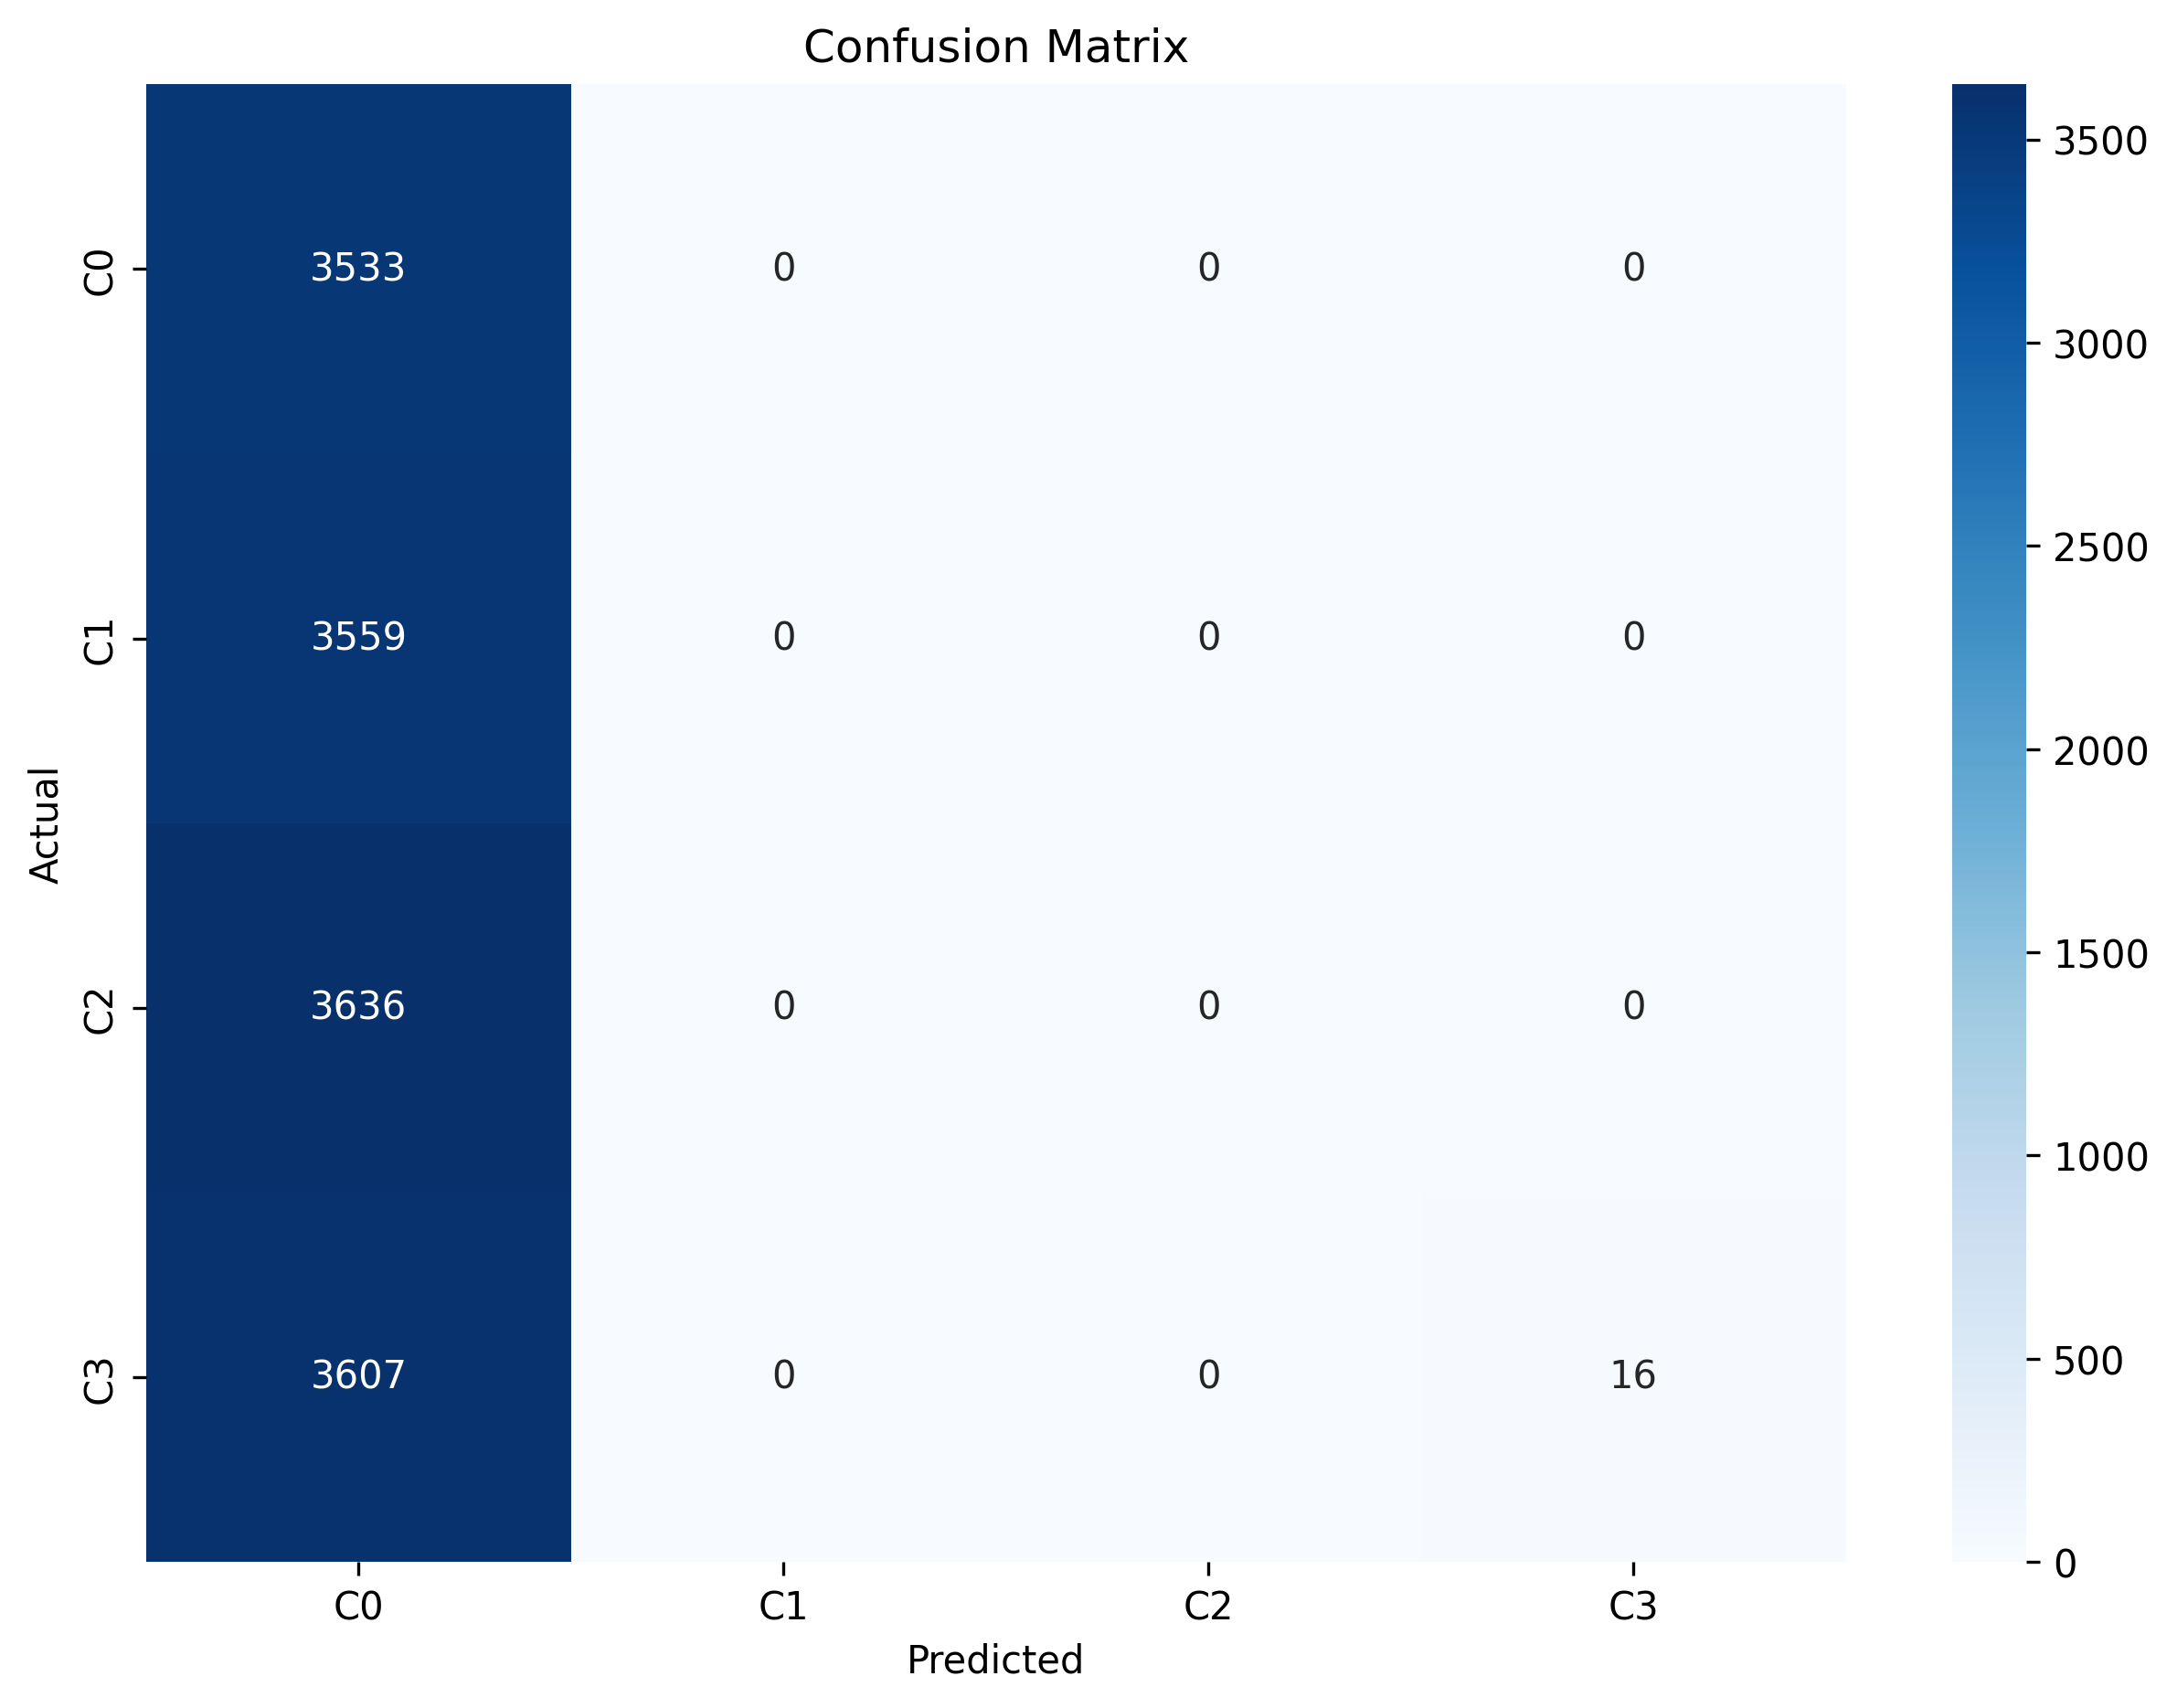 Confusion Matrix
C0 3533 0 0 0
C1 3559 0 0 0
C2 3636 0 0 0
C3 3607 0 0 16
C0 C1 C2 C3
Predicted
Actual
3500
3000
2500
2000
1500
1000
500
0